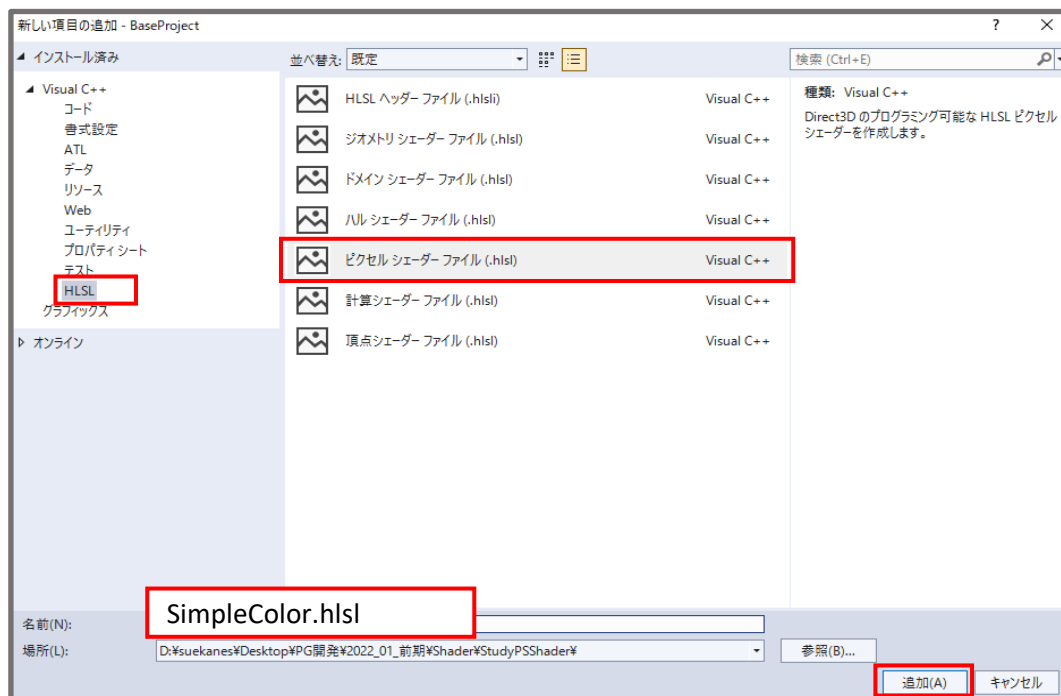 新しい項目の追加 - BaseProject
? ×
インストール済み
並べ替え: 既定
検索 (Ctrl+E)
Visual C++
コード
書式設定
ATL
データ
リソース
Web
ユーティリティ
プロパティ シート
テスト
HLSL
グラフィックス
オンライン
HLSL ヘッダー ファイル (.hlsli) Visual C++
ジオメトリ シェーダー ファイル (.hlsl) Visual C++
ドメイン シェーダー ファイル (.hlsl) Visual C++
ハル シェーダー ファイル (.hlsl) Visual C++
ピクセル シェーダー ファイル (.hlsl) Visual C++
計算シェーダー ファイル (.hlsl) Visual C++
頂点シェーダー ファイル (.hlsl) Visual C++
種類: Visual C++
Direct3D のプログラミング可能な HLSL ピクセル
シェーダーを作成します。
名前(N): SimpleColor.hlsl
場所(L): D:¥suekanes¥Desktop¥PG開発¥2022_01_前期¥Shader¥StudyPSShader¥
参照(B)...
追加(A) キャンセル